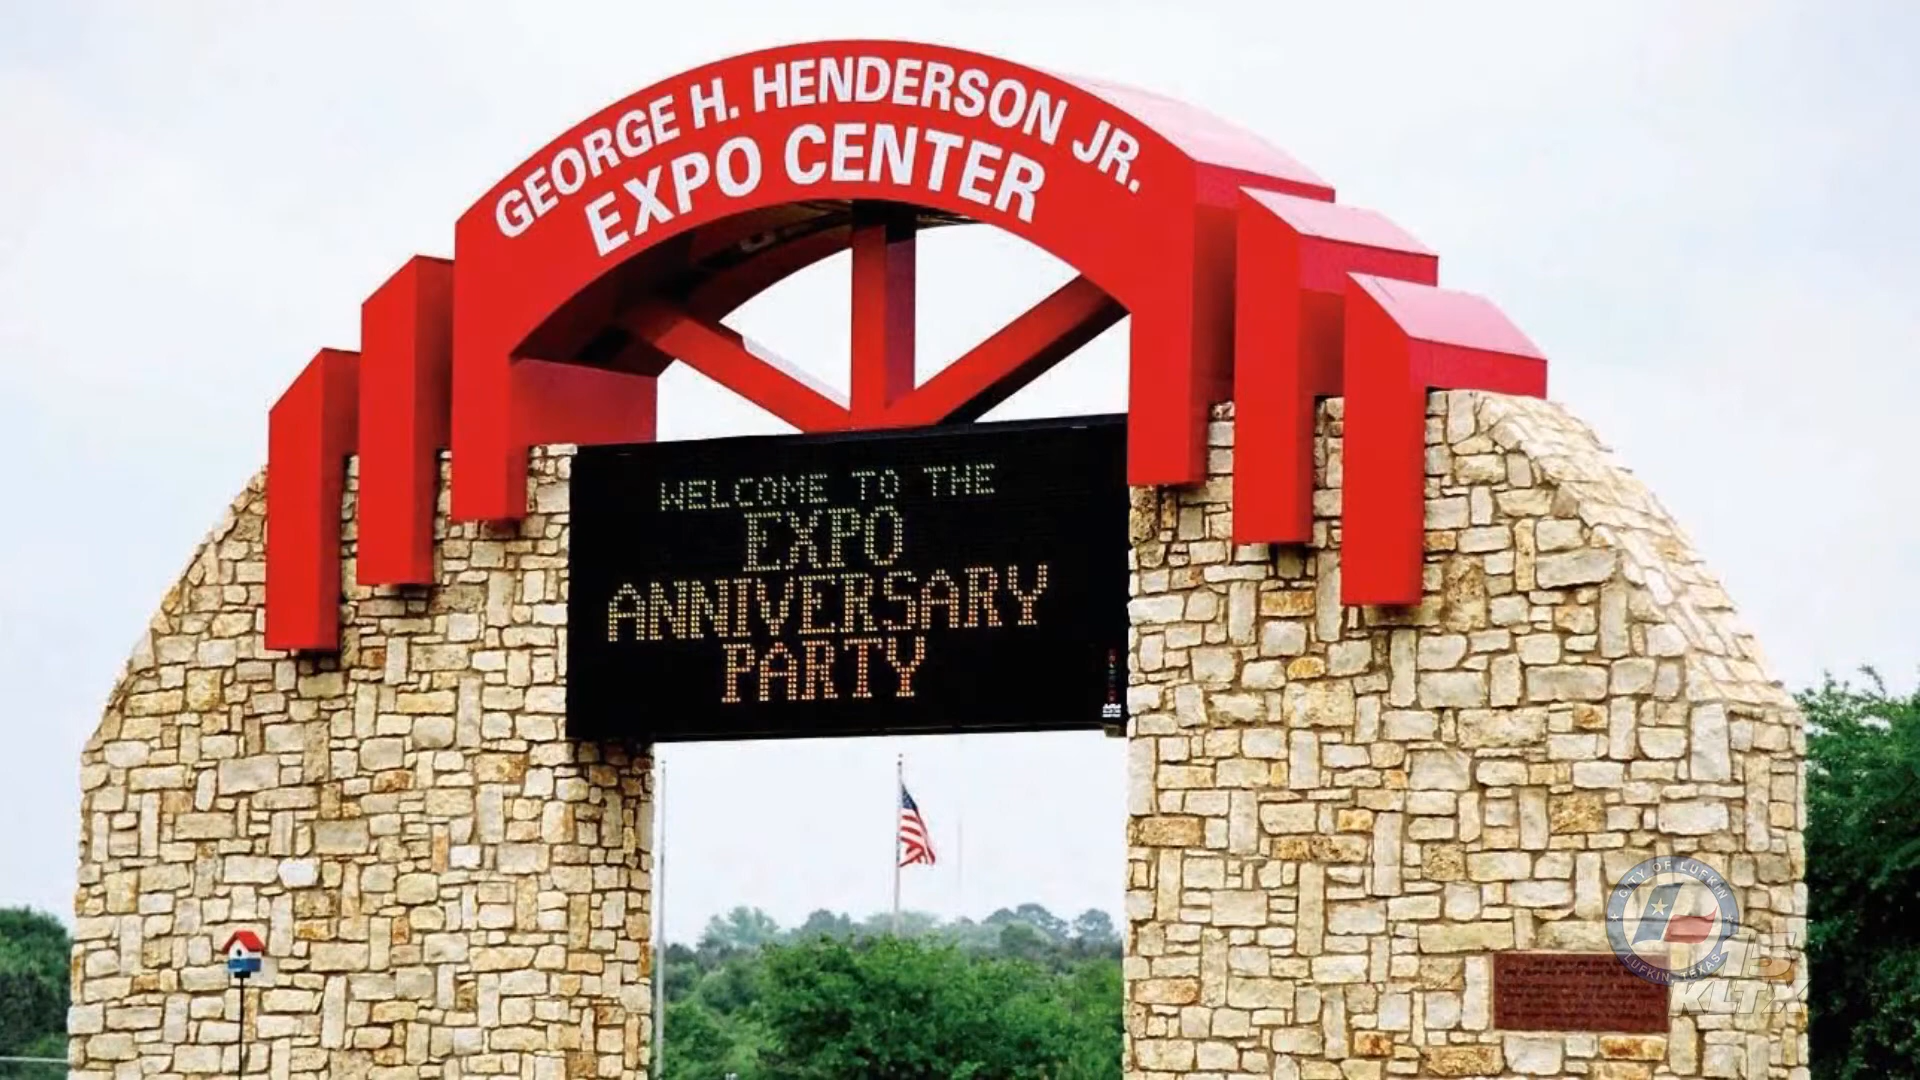 GEORGE H. HENDERSON JR.
EXPO CENTER
WELCOME TO THE
EXPO
ANNIVERSARY
PARTY
CITY OF LUFKIN
LUFKIN, TEXAS
15
KLTX